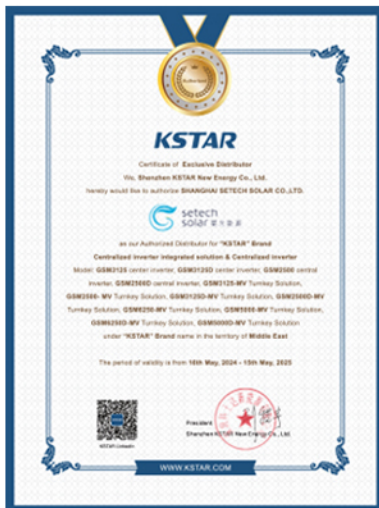 Authorized
KSTAR
Certificate of Exclusive Distributor
We, Shenzhen KSTAR New Energy Co., Ltd.
hereby would like to authorize SHANGHAI SETECH SOLAR CO.,LTD.
setech
solar
as our Authorized Distributor for "KSTAR" Brand
Centralized inverter integrated solution & Centralized inverter
Model: GSM3125 center inverter, GSM3125D center inverter, GSM2500 central
inverter, GSM2500D central inverter, GSM3125-MV Turnkey Solution,
GSM2500- MV Turnkey Solution, GSM3125D-MV Turnkey Solution, GSM2500D-MV
Turnkey Solution, GSM6250-MV Turnkey Solution, GSM5000-MV Turnkey Solution,
GSM6250D-MV Turnkey Solution, GSM5000D-MV Turnkey Solution
under "KSTAR" Brand name in the territory of Middle East
The period of validity is from 16th May, 2024 - 15th May, 2025
President
Shenzhen KSTAR New Energy Co., Ltd.
KSTAR LinkedIn
WWW.KSTAR.COM